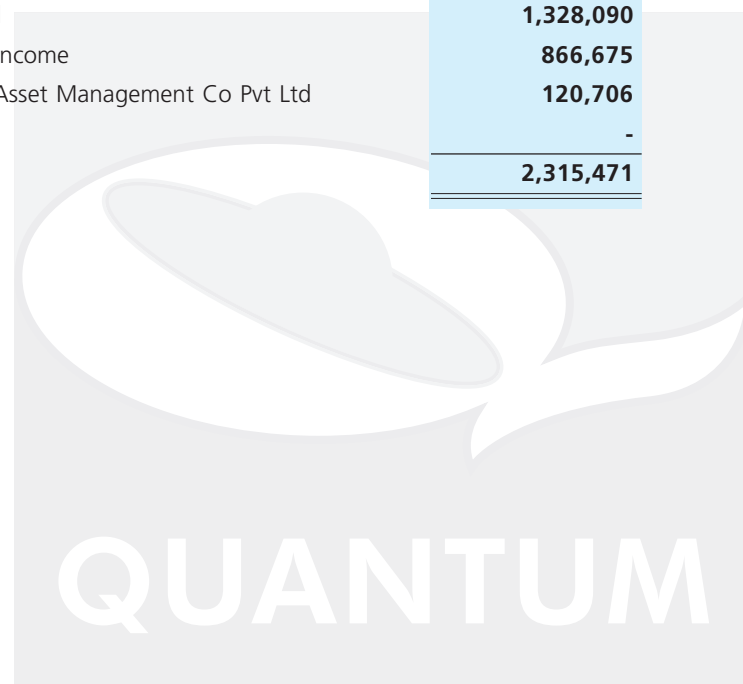 1,328,090
ncome 866,675
Asset Management Co Pvt Ltd 120,706
-
2,315,471
QUANTUM